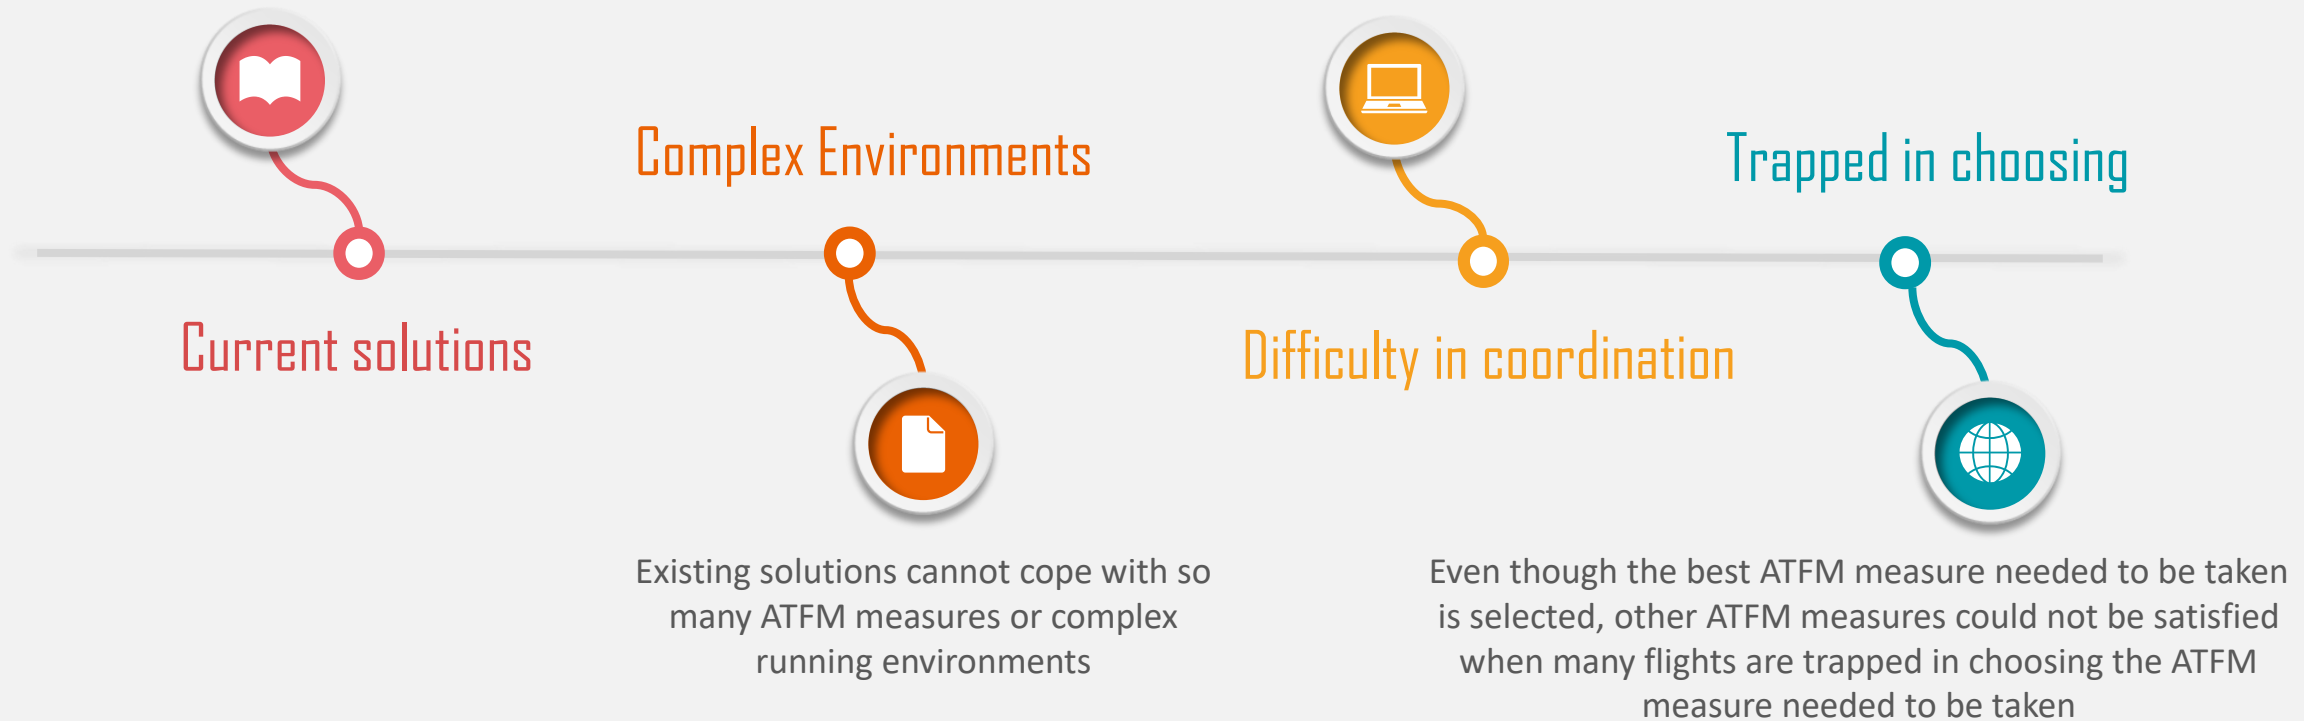 Current solutions
Complex Environments
Existing solutions cannot cope with so
many ATFM measures or complex
running environments
Difficulty in coordination
Trapped in choosing
Even though the best ATFM measure needed to be taken
is selected, other ATFM measures could not be satisfied
when many flights are trapped in choosing the ATFM
measure needed to be taken